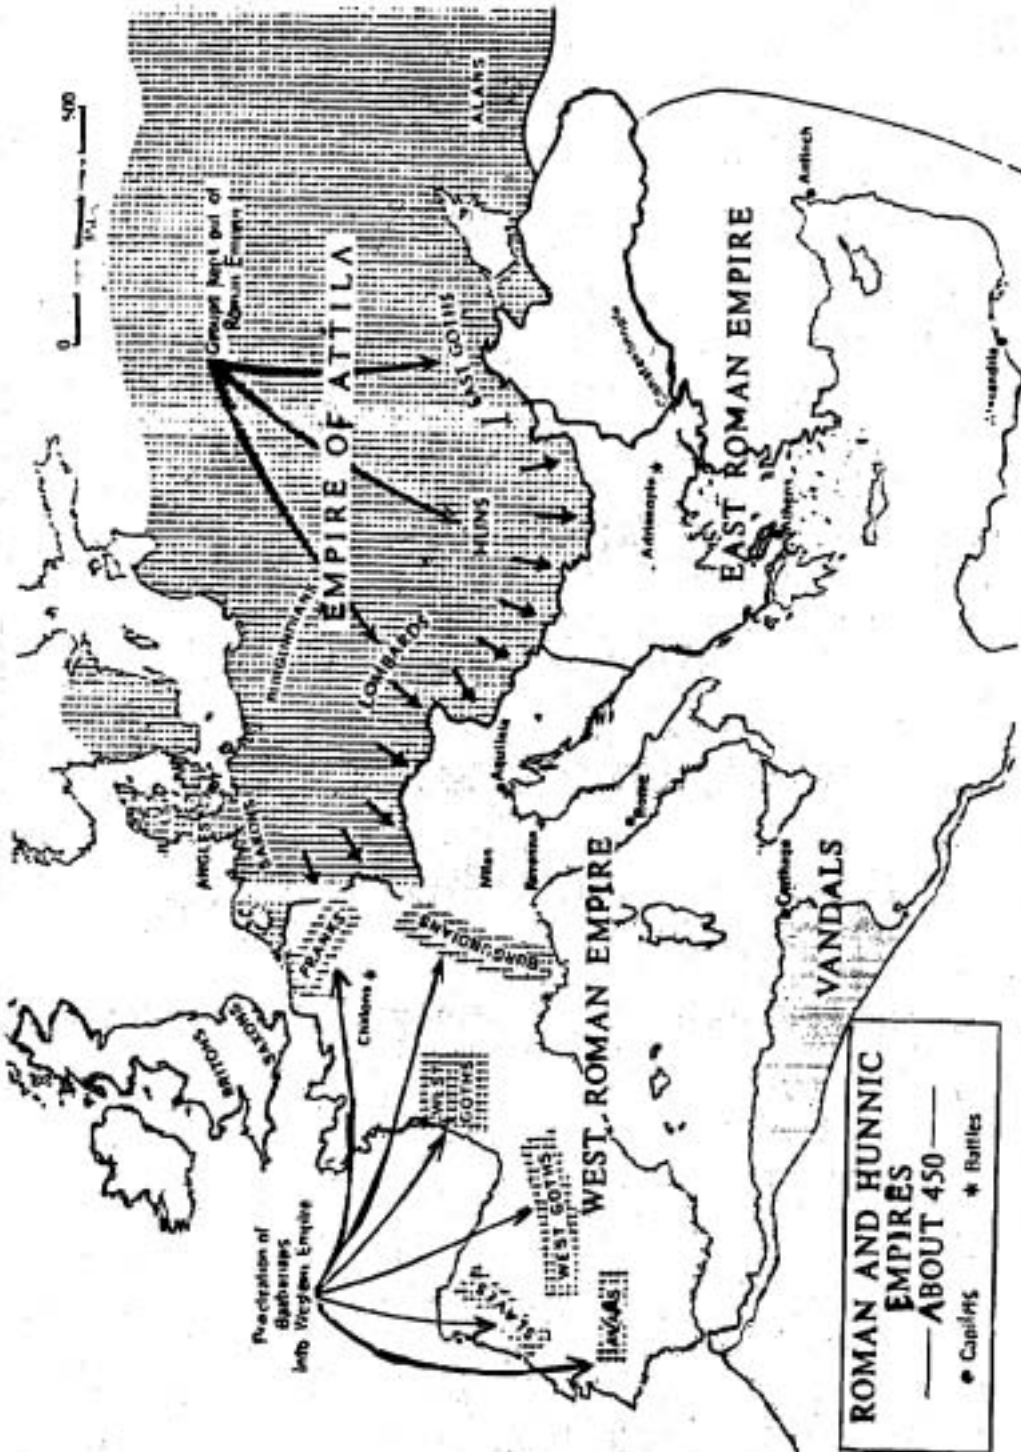 0
500
Groups kept out of
Roman Empire
ALANS
EMPIRE OF ATTILA
EAST GOTHS
HUNS
BURGUNDIANS
LOMBARDS
ANGLES
SAXONS
FRANKS
BURGUNDIANS
BRITONS
SAXONS
Chalons
WEST
GOTHS
WEST GOTHS
Penetration of
Barbarians
Into Western Empire
Milan
Ravenna
Aquileia
Rome
Carthage
VANDALS
WEST ROMAN EMPIRE
EAST ROMAN EMPIRE
Constantinople
Adrianople
Athens
Antioch
Alexandria
ROMAN AND HUNNIC
EMPIRES
ABOUT 450
Battles